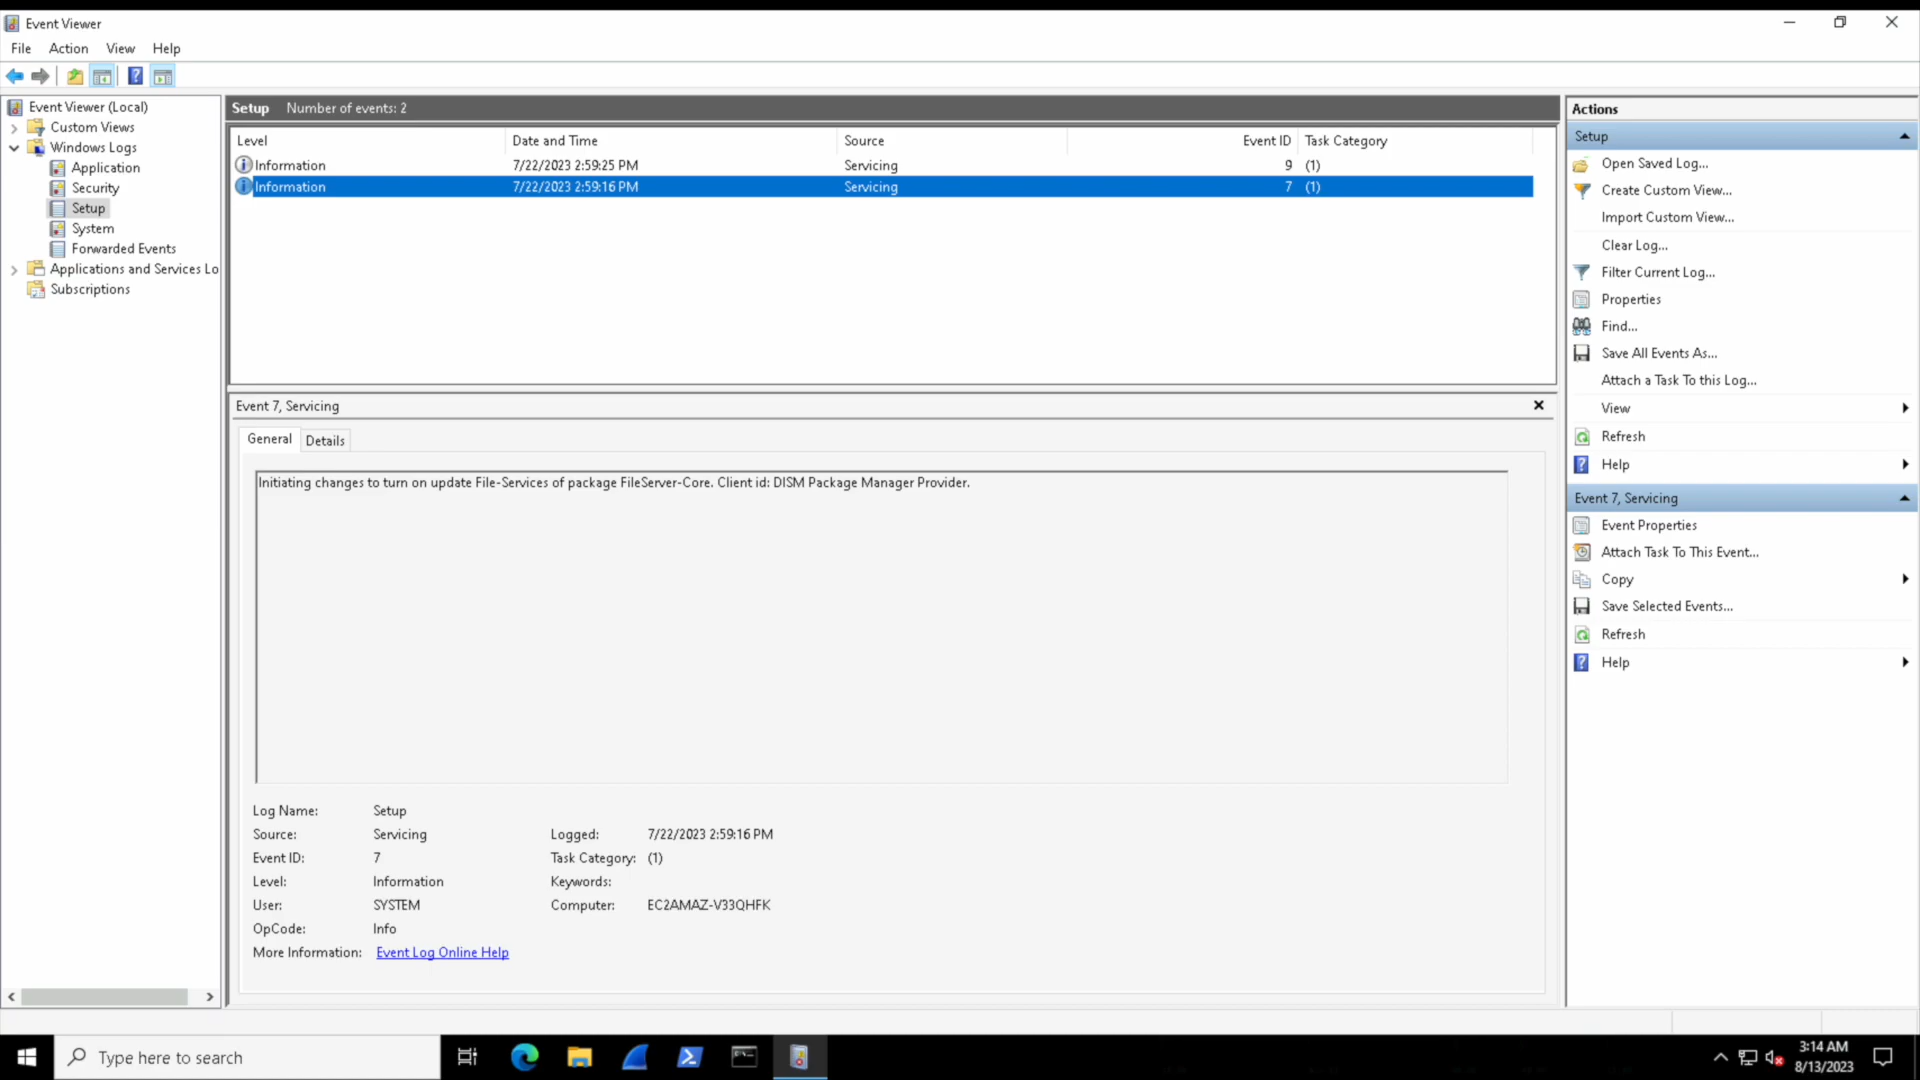 Event Viewer
File Action View Help
Event Viewer (Local)
Custom Views
Windows Logs
Application
Security
Setup
System
Forwarded Events
Applications and Services Lo
Subscriptions
Setup Number of events: 2
Level Date and Time Source Event ID Task Category
Information 7/22/2023 2:59:25 PM Servicing 9 (1)
Information 7/22/2023 2:59:16 PM Servicing 7 (1)
Event 7, Servicing
General Details
Initiating changes to turn on update File-Services of package FileServer-Core. Client id: DISM Package Manager Provider.
Log Name: Setup
Source: Servicing Logged: 7/22/2023 2:59:16 PM
Event ID: 7 Task Category: (1)
Level: Information Keywords:
User: SYSTEM Computer: EC2AMAZ-V33QHFK
OpCode: Info
More Information: Event Log Online Help
Actions
Setup
Open Saved Log...
Create Custom View...
Import Custom View...
Clear Log...
Filter Current Log...
Properties
Find...
Save All Events As...
Attach a Task To this Log...
View
Refresh
Help
Event 7, Servicing
Event Properties
Attach Task To This Event...
Copy
Save Selected Events...
Refresh
Help
Type here to search
3:14 AM
8/13/2023